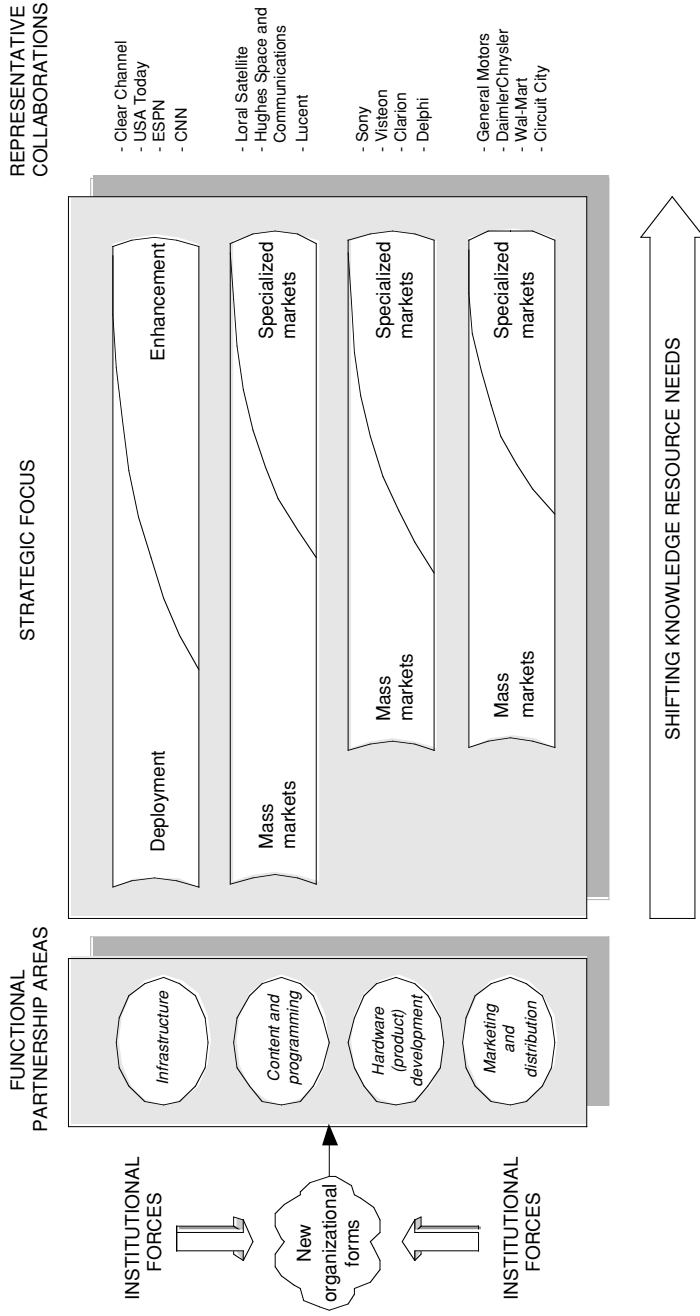 INSTITUTIONAL
FORCES
New
organizational
forms
INSTITUTIONAL
FORCES
FUNCTIONAL
PARTNERSHIP AREAS
Infrastructure
Content and
programming
Hardware
(product)
development
Marketing
and
distribution
STRATEGIC FOCUS
Deployment
Enhancement
Mass
markets
Specialized
markets
Mass
markets
Specialized
markets
Mass
markets
Specialized
markets
REPRESENTATIVE
COLLABORATIONS
- Clear Channel
- USA Today
- ESPN
- CNN
- Loral Satellite
- Hughes Space and
Communications
- Lucent
- Sony
- Visteon
- Clarion
- Delphi
- General Motors
- DaimlerChrysler
- Wal-Mart
- Circuit City
SHIFTING KNOWLEDGE RESOURCE NEEDS